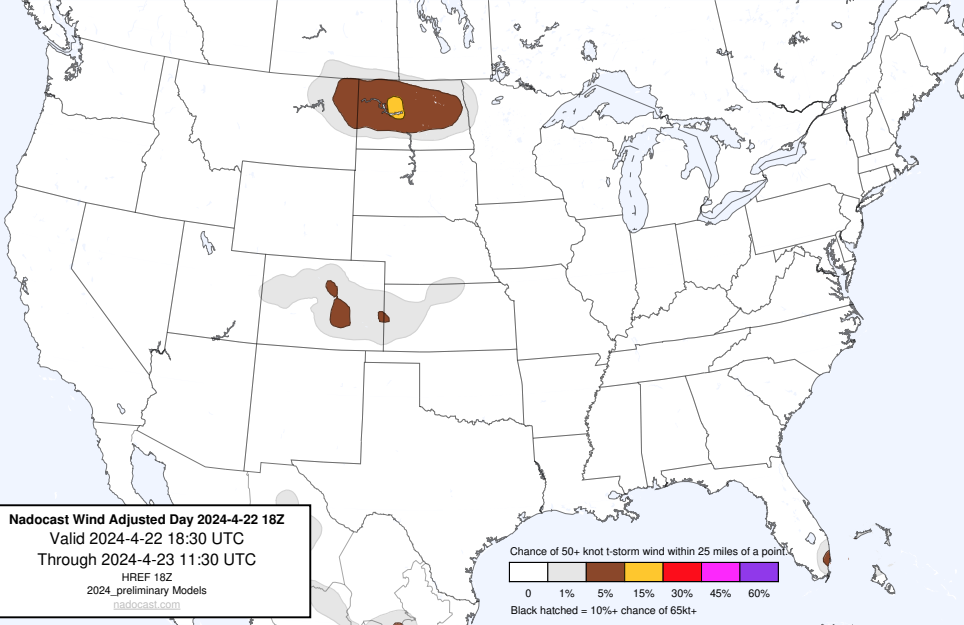 Nadocast Wind Adjusted Day 2024-4-22 18Z
Valid 2024-4-22 18:30 UTC
Through 2024-4-23 11:30 UTC
HREF 18Z
2024_preliminary Models
nadocast.com
Chance of 50+ knot t-storm wind within 25 miles of a point.
0 1% 5% 15% 30% 45% 60%
Black hatched = 10%+ chance of 65kt+